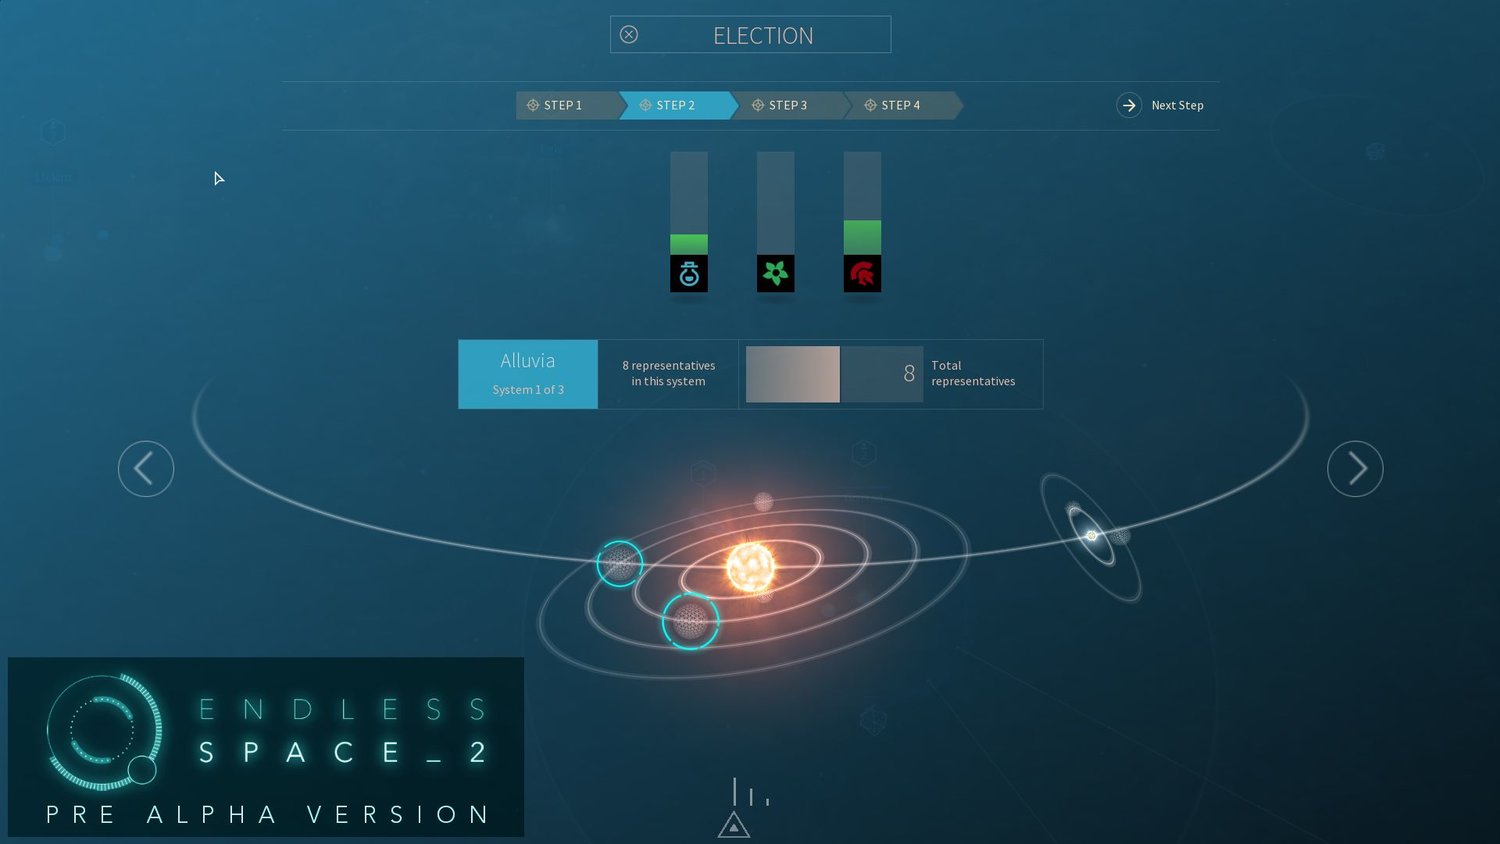 ELECTION
STEP 1
STEP 2
STEP 3
STEP 4
Next Step
Alluvia
System 1 of 3
8 representatives
in this system
8
Total
representatives
ENDLESS
SPACE_2
PRE ALPHA VERSION